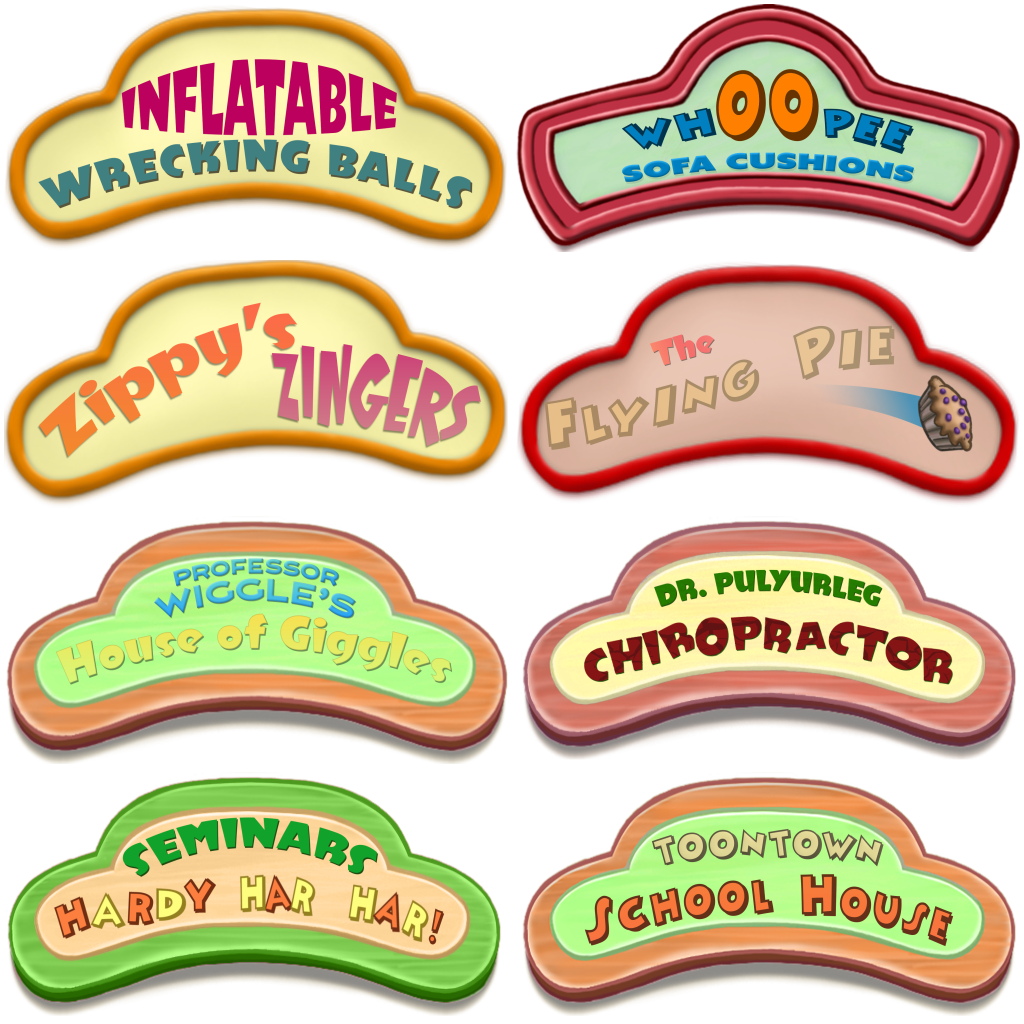 INFLATABLE
WRECKING BALLS
WHOOPEE
SOFA CUSHIONS
Zippy's
ZINGERS
The
FLYING PIE
PROFESSOR
WIGGLE'S
House of Giggles
DR. PULYURLEG
CHIROPRACTOR
SEMINARS
HARDY HAR HAR!
TOONTOWN
SCHOOL HOUSE